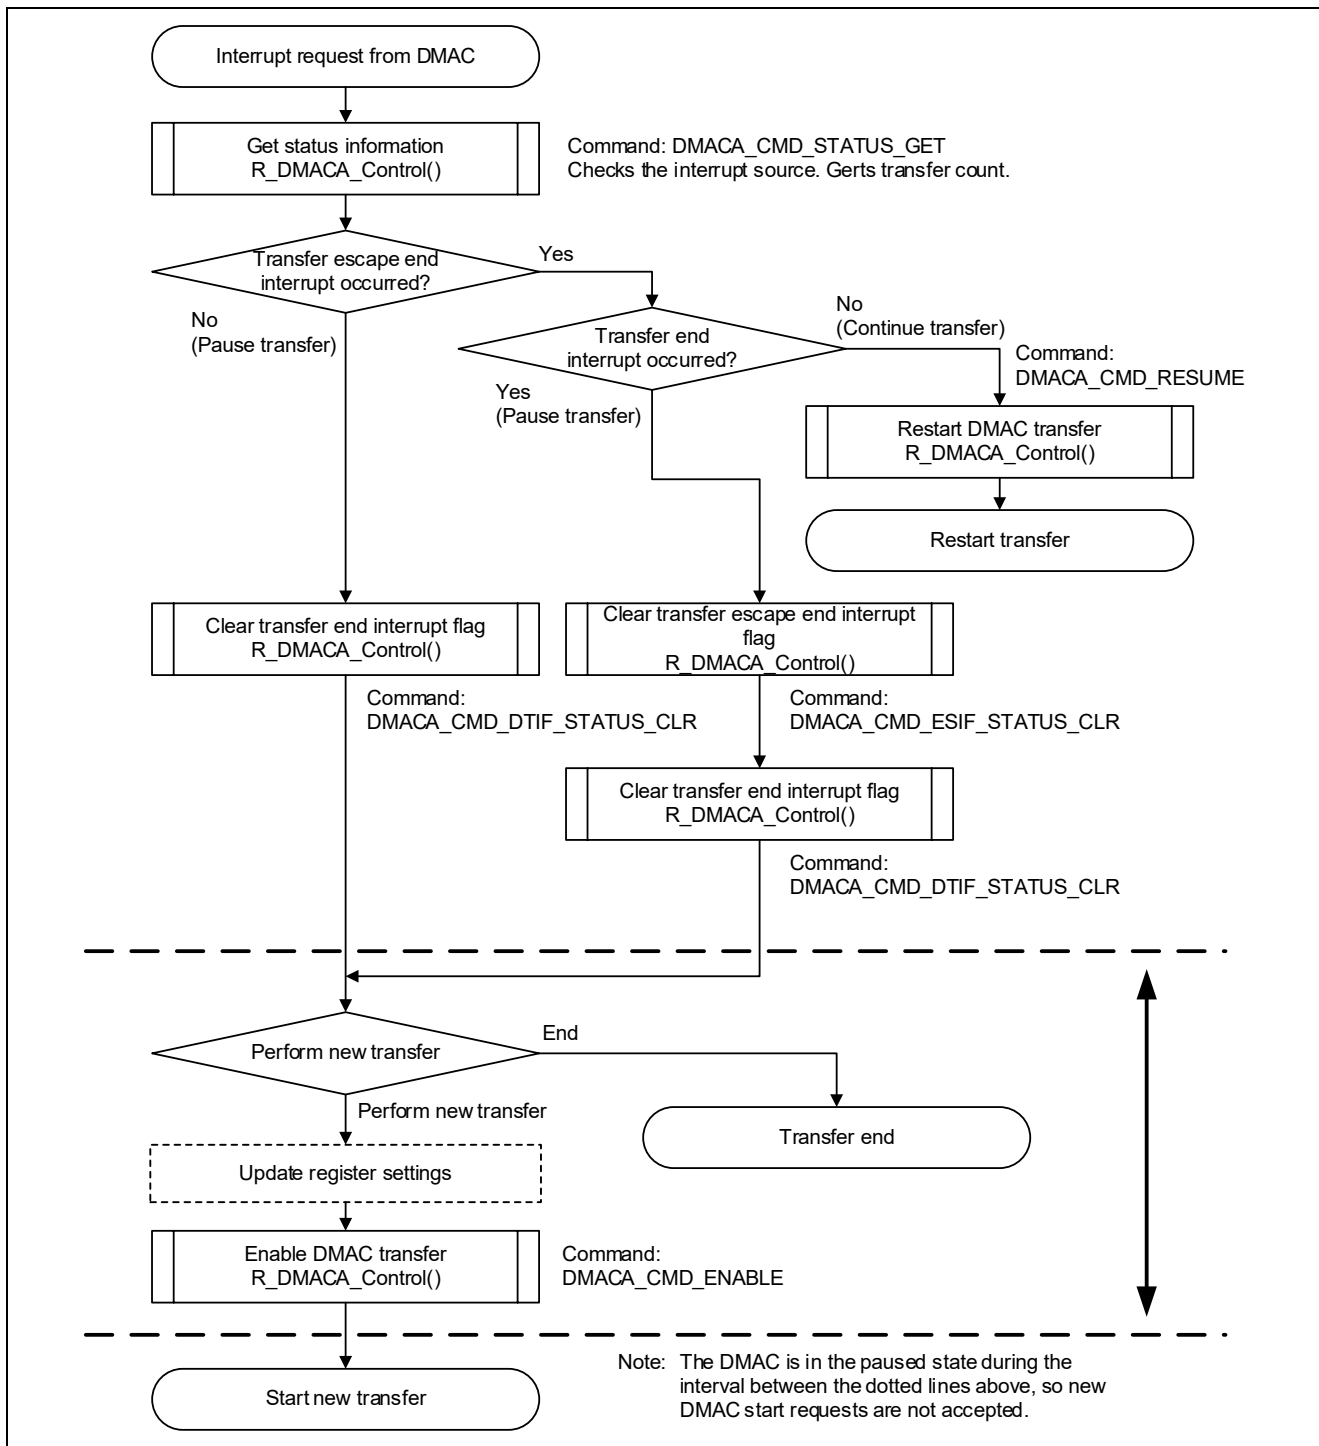 Interrupt request from DMAC
Get status information
R_DMACA_Control()
Command: DMACA_CMD_STATUS_GET
Checks the interrupt source. Gerts transfer count.
Transfer escape end
interrupt occurred?
Yes
No
(Pause transfer)
Transfer end
interrupt occurred?
No
(Continue transfer)
Command:
DMACA_CMD_RESUME
Yes
(Pause transfer)
Restart DMAC transfer
R_DMACA_Control()
Restart transfer
Clear transfer end interrupt flag
R_DMACA_Control()
Command:
DMACA_CMD_DTIF_STATUS_CLR
Clear transfer escape end interrupt
flag
R_DMACA_Control()
Command:
DMACA_CMD_ESIF_STATUS_CLR
Clear transfer end interrupt flag
R_DMACA_Control()
Command:
DMACA_CMD_DTIF_STATUS_CLR
Perform new transfer
End
Perform new transfer
Transfer end
Update register settings
Enable DMAC transfer
R_DMACA_Control()
Command:
DMACA_CMD_ENABLE
Start new transfer
Note: The DMAC is in the paused state during the
interval between the dotted lines above, so new
DMAC start requests are not accepted.